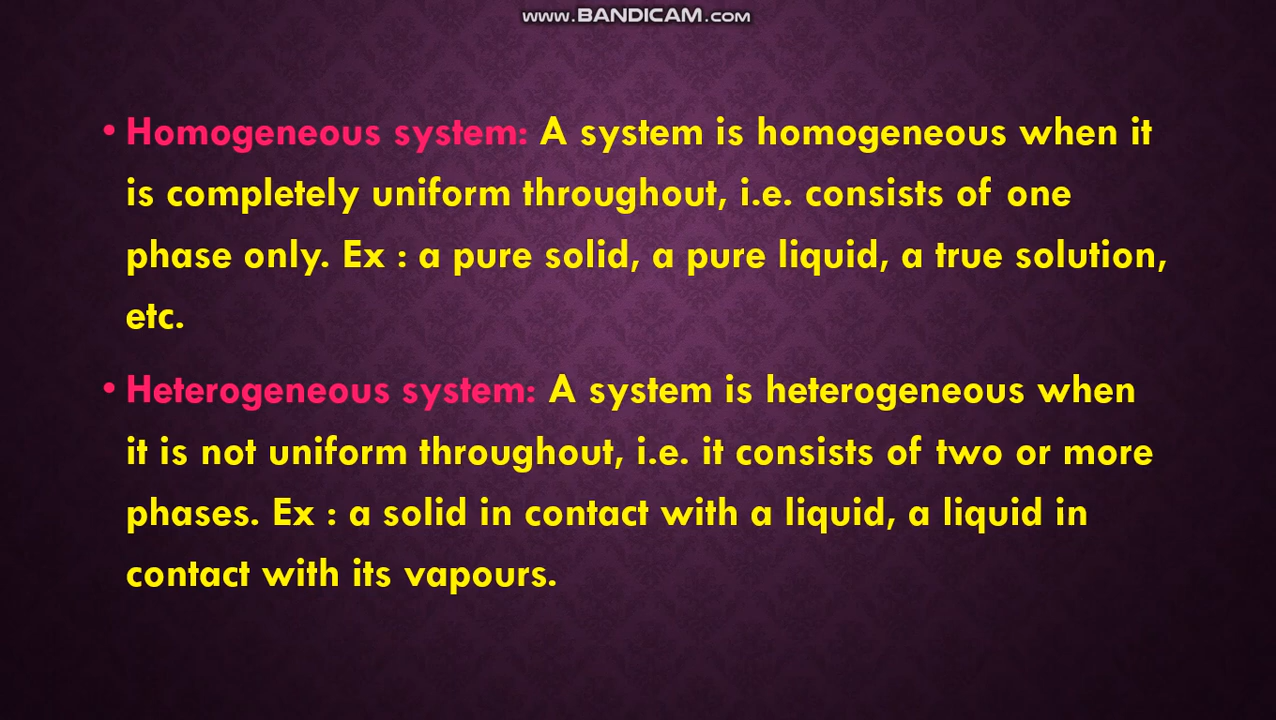 www.BANDICAM.com
• Homogeneous system: A system is homogeneous when it
is completely uniform throughout, i.e. consists of one
phase only. Ex : a pure solid, a pure liquid, a true solution,
etc.
• Heterogeneous system: A system is heterogeneous when
it is not uniform throughout, i.e. it consists of two or more
phases. Ex : a solid in contact with a liquid, a liquid in
contact with its vapours.